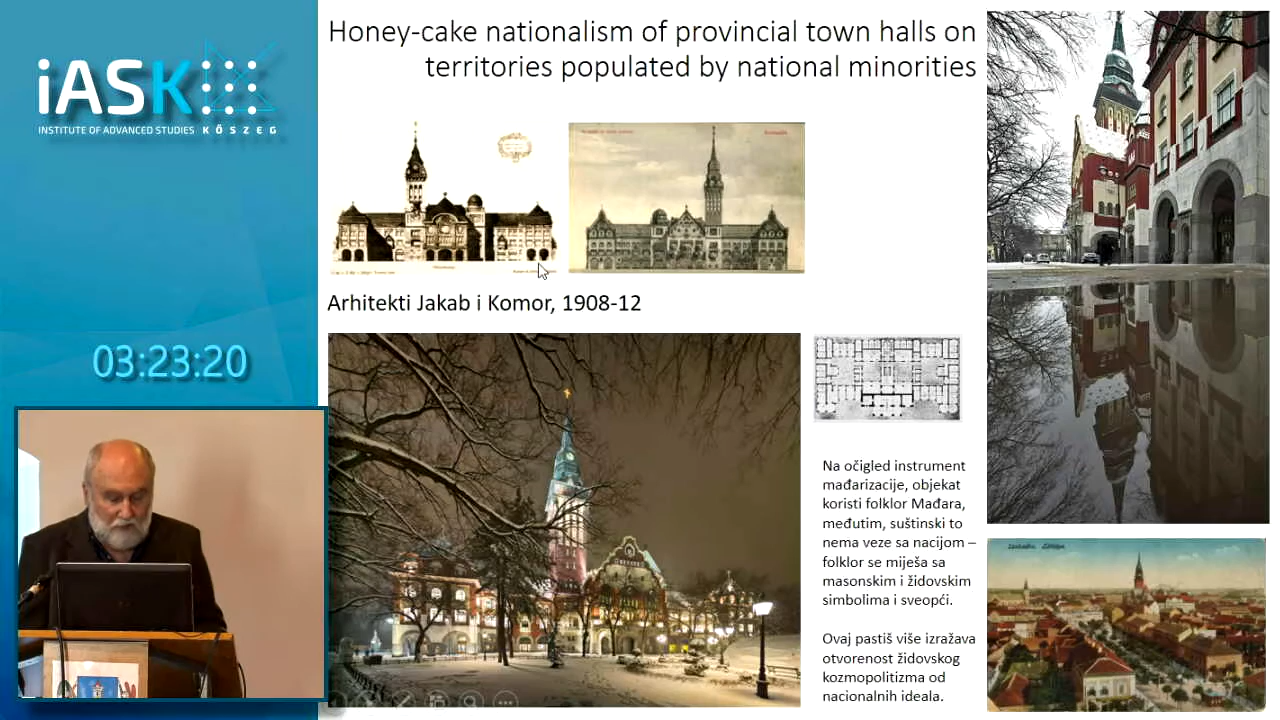 iASK
INSTITUTE OF ADVANCED STUDIES KŐSZEG
03:23:20
Honey-cake nationalism of provincial town halls on
territories populated by national minorities
Arhitekti Jakab i Komor, 1908-12
Na očigled instrument
mađarizacije, objekat
koristi folklor Mađara,
međutim, suštinski to
nema veze sa nacijom –
folklor se miješa sa
masonskim i židovskim
simbolima i sveopći.
Ovaj pastiš više izražava
otvorenost židovskog
kozmopolitizma od
nacionalnih ideala.